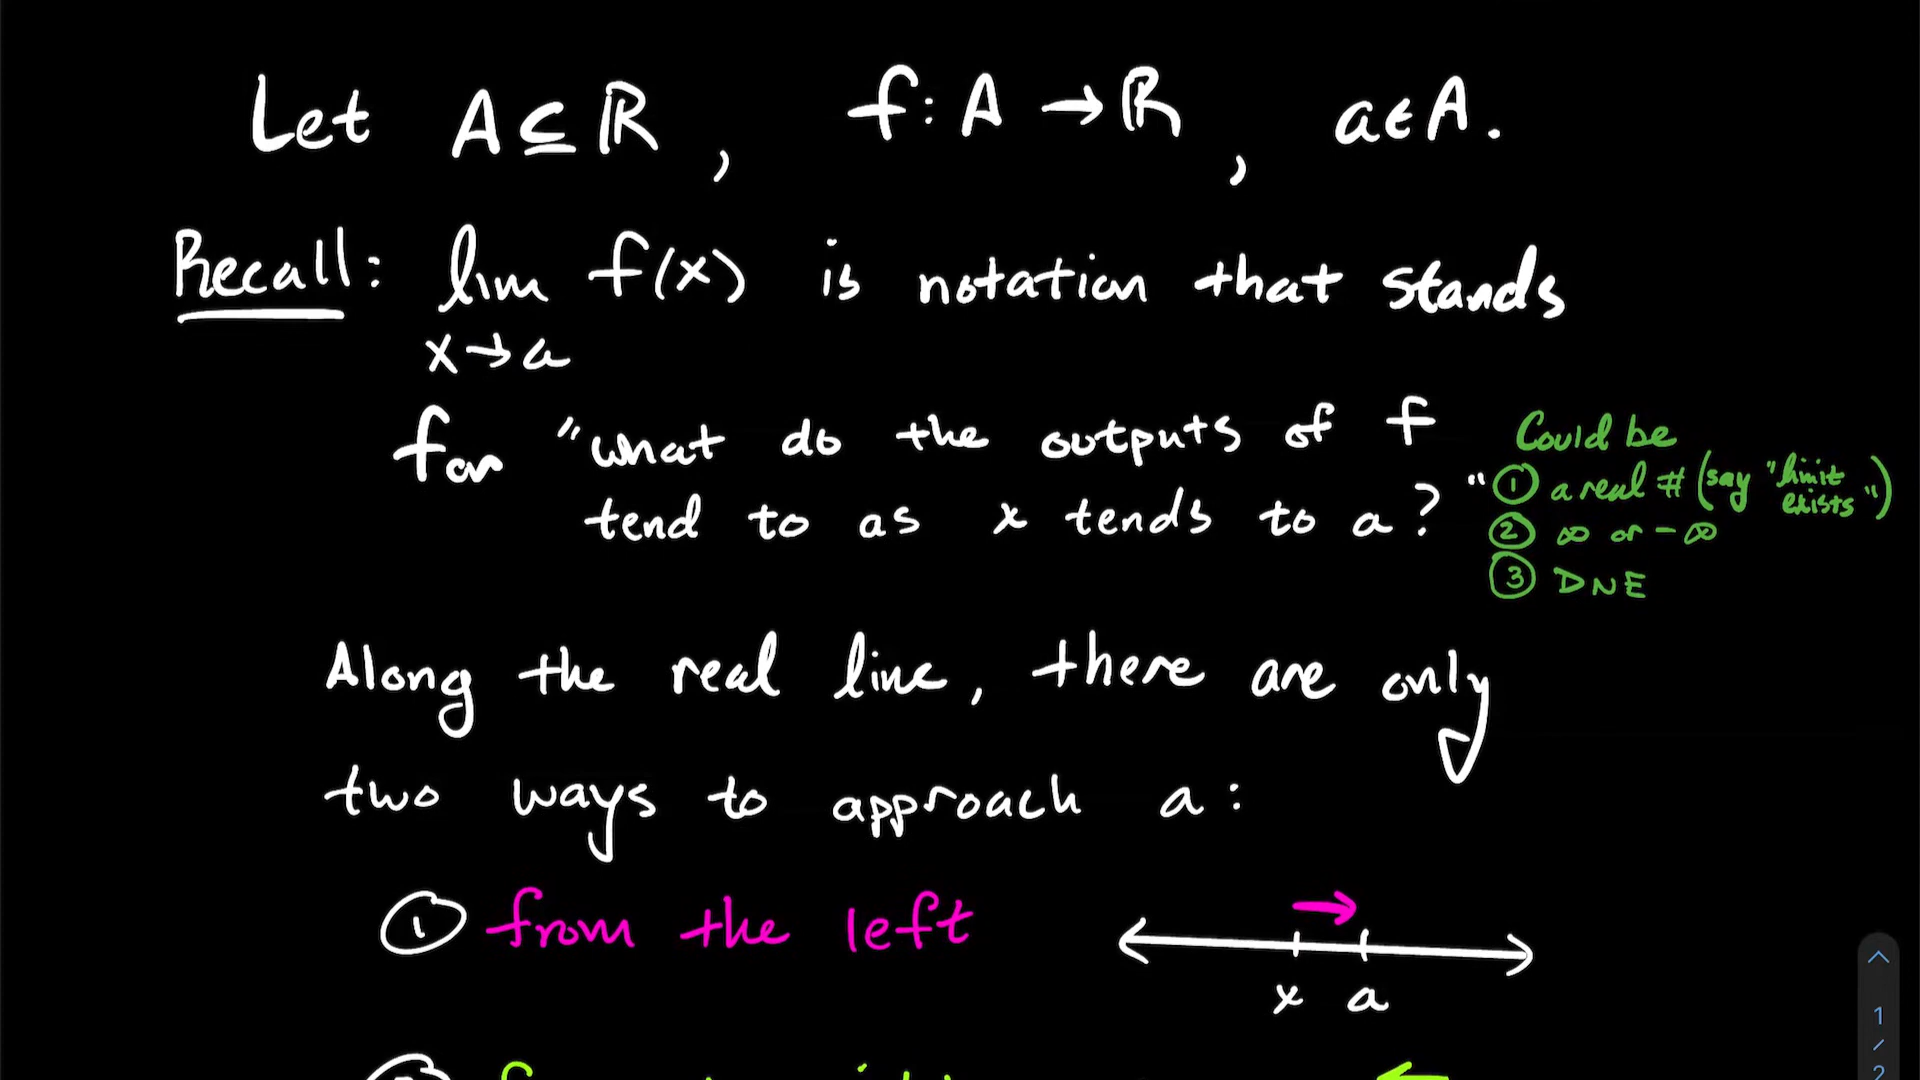 Let A ⊆ ℝ, f: A → ℝ, a ∈ A.
Recall: lim f(x) is notation that stands
x → a
for "what do the outputs of f
tend to as x tends to a?"
Could be
① a real # (say "limit exists")
② ∞ or -∞
③ DNE
Along the real line, there are only
two ways to approach a:
① from the left
x a
1
/
2